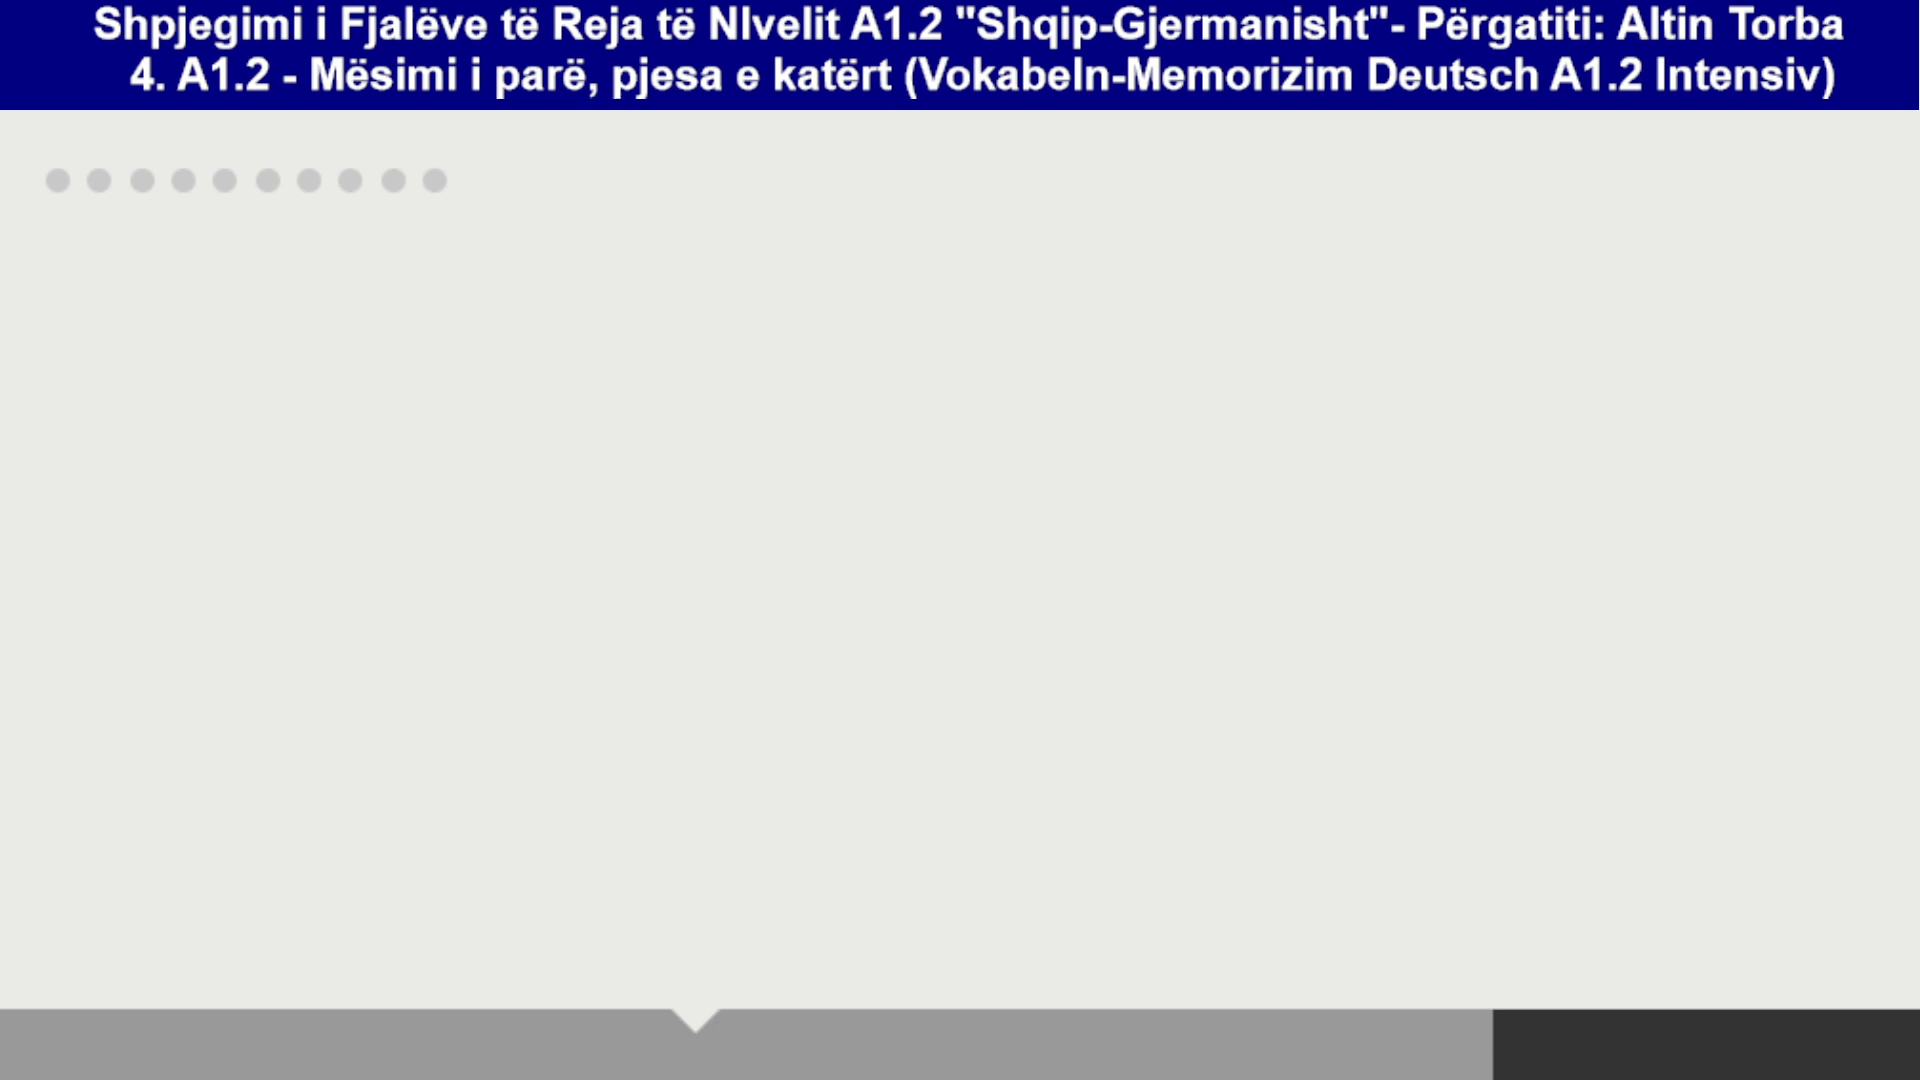 Shpjegimi i Fjalëve të Reja të NIvelit A1.2 "Shqip-Gjermanisht"- Përgatiti: Altin Torba
4. A1.2 - Mësimi i parë, pjesa e katërt (Vokabeln-Memorizim Deutsch A1.2 Intensiv)